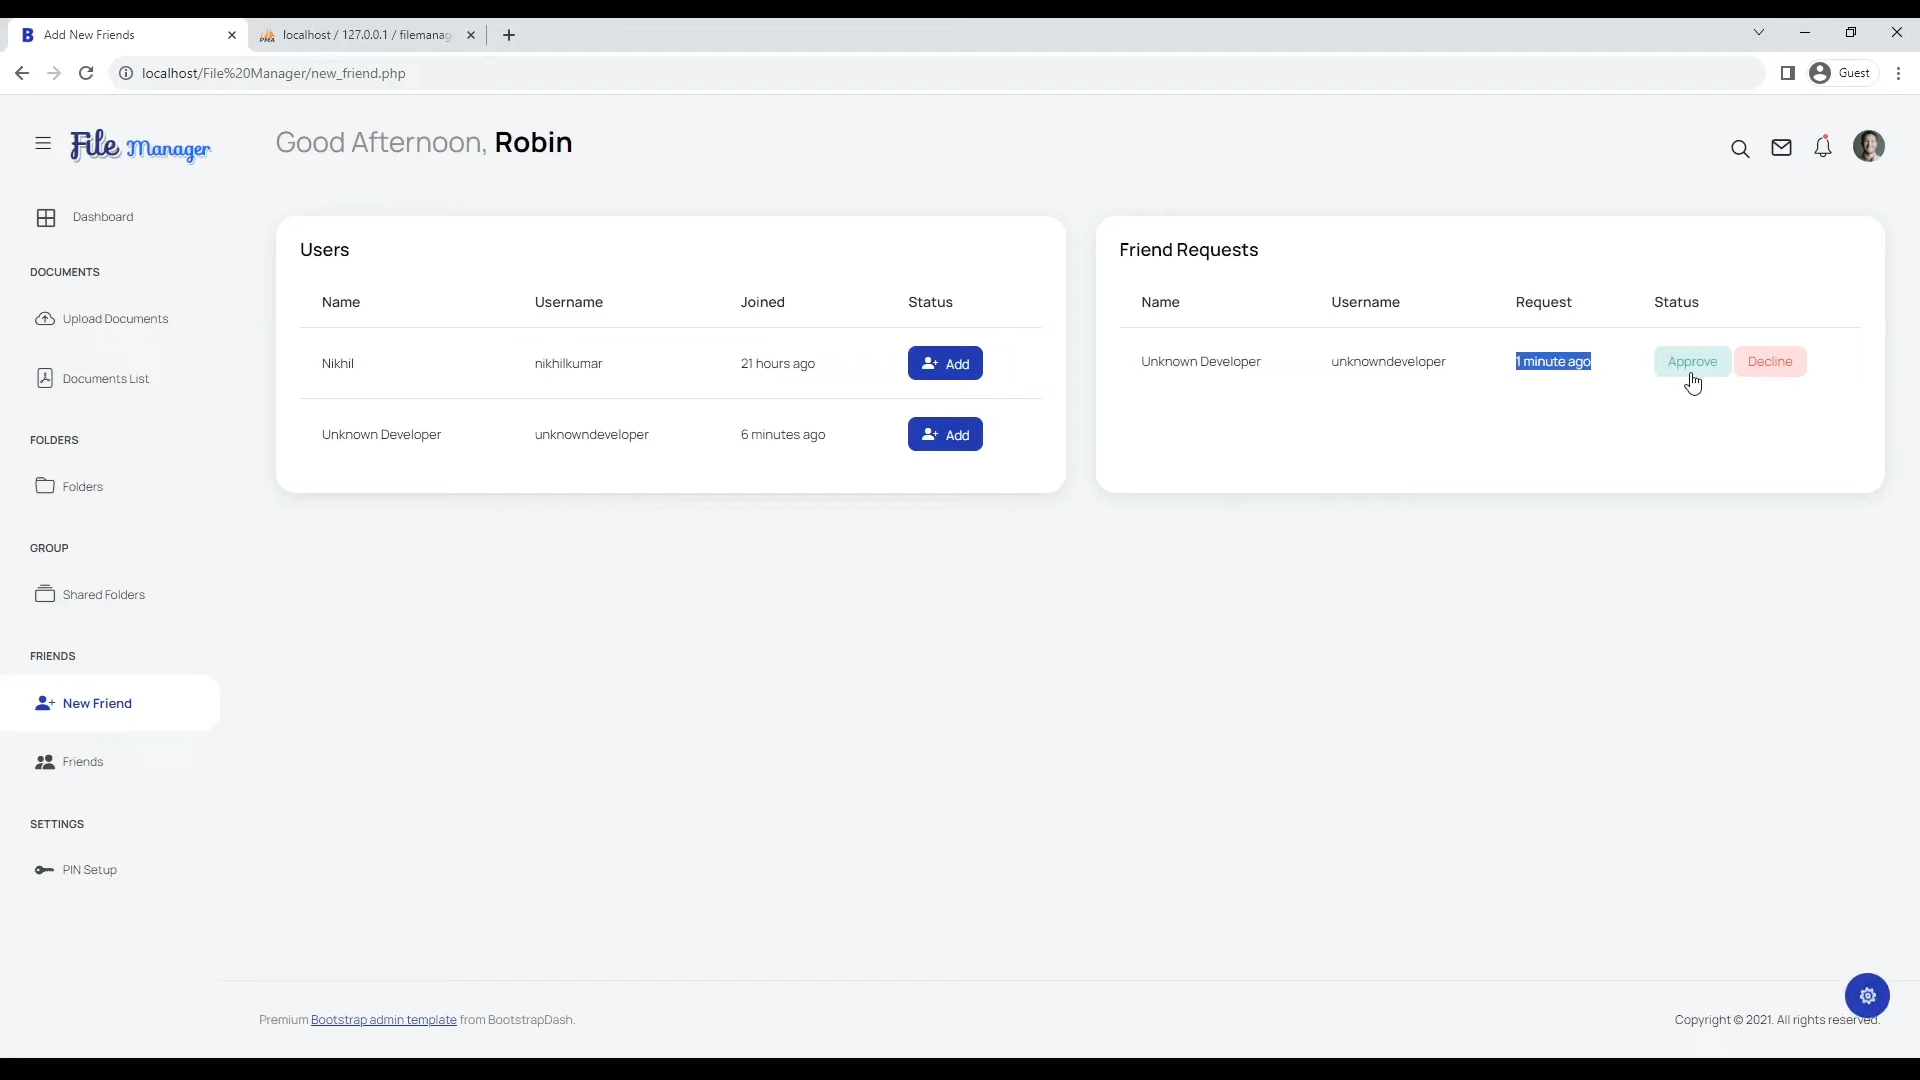 Add New Friends
localhost / 127.0.0.1 / filemanag
localhost/File%20Manager/new_friend.php
Guest
File Manager
Good Afternoon, Robin
Dashboard
DOCUMENTS
Upload Documents
Documents List
FOLDERS
Folders
GROUP
Shared Folders
FRIENDS
New Friend
Friends
SETTINGS
PIN Setup
Users
Name Username Joined Status
Nikhil nikhilkumar 21 hours ago Add
Unknown Developer unknowndeveloper 6 minutes ago Add
Friend Requests
Name Username Request Status
Unknown Developer unknowndeveloper 1 minute ago Approve Decline
Premium Bootstrap admin template from BootstrapDash.
Copyright © 2021. All rights reserved.